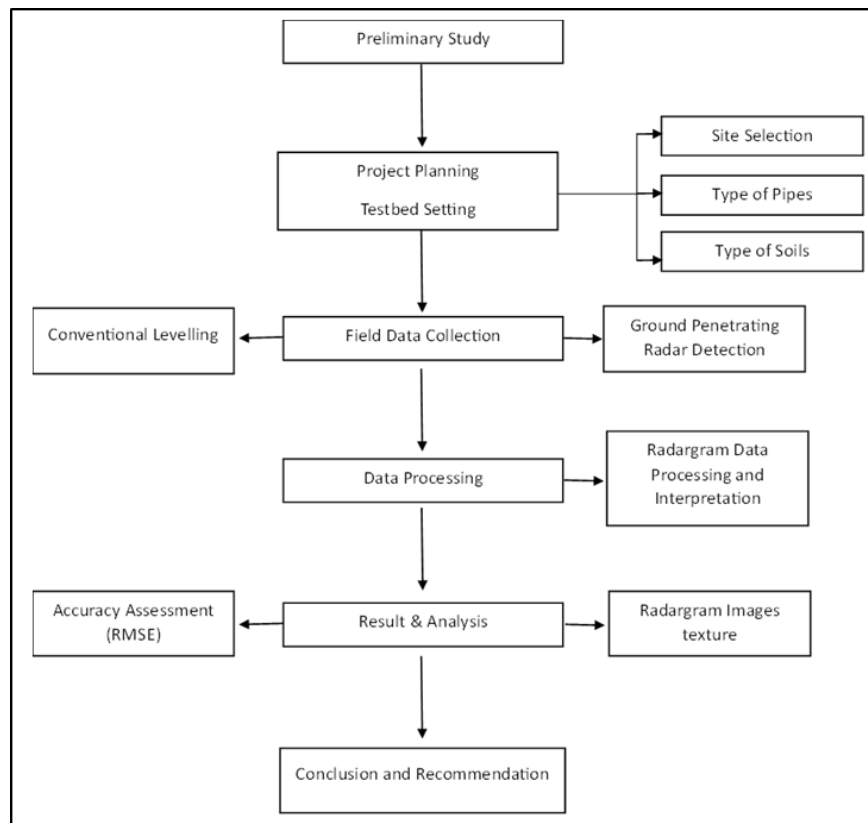 Preliminary Study
Project Planning
Testbed Setting
Site Selection
Type of Pipes
Type of Soils
Conventional Levelling
Field Data Collection
Ground Penetrating
Radar Detection
Data Processing
Radargram Data
Processing and
Interpretation
Accuracy Assessment
(RMSE)
Result & Analysis
Radargram Images
texture
Conclusion and Recommendation